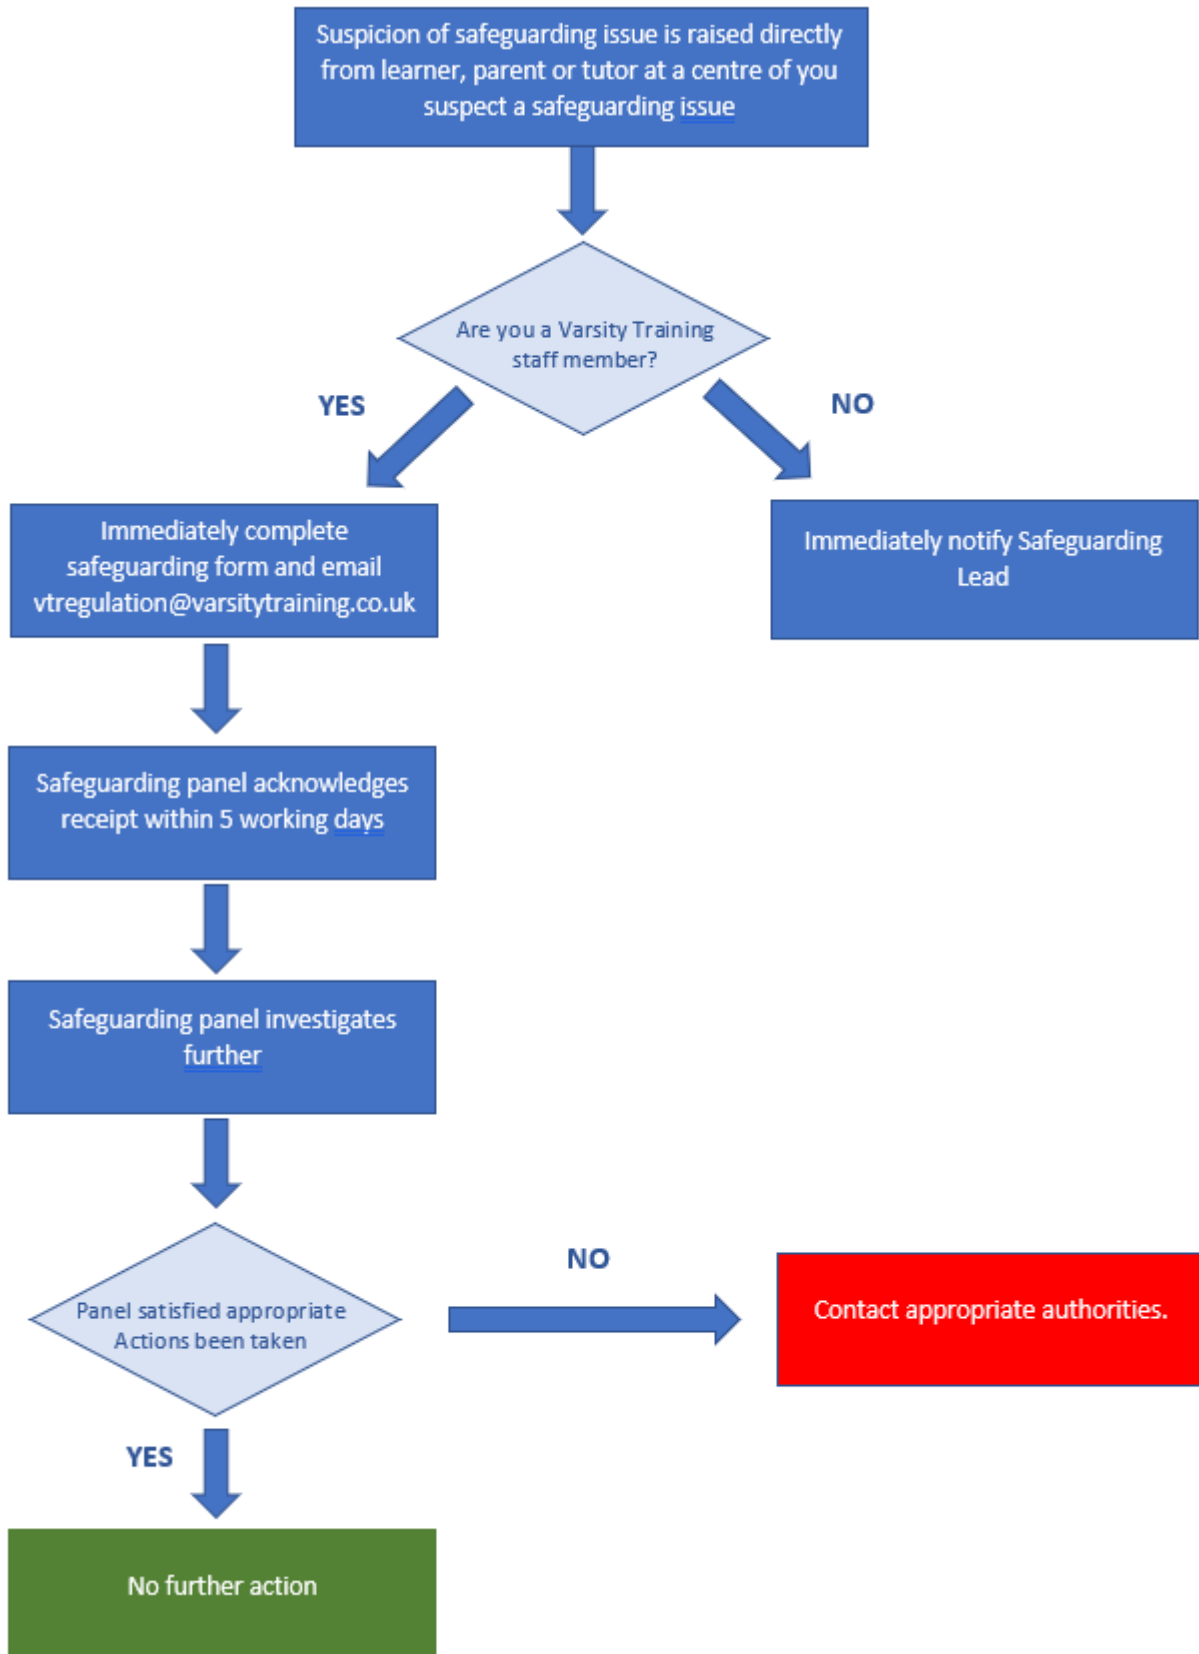 Suspicion of safeguarding issue is raised directly
from learner, parent or tutor at a centre of you
suspect a safeguarding issue
Are you a Varsity Training
staff member?
YES
NO
Immediately complete
safeguarding form and email
vtregulation@varsitytraining.co.uk
Immediately notify Safeguarding
Lead
Safeguarding panel acknowledges
receipt within 5 working days
Safeguarding panel investigates
further
Panel satisfied appropriate
Actions been taken
NO
Contact appropriate authorities.
YES
No further action